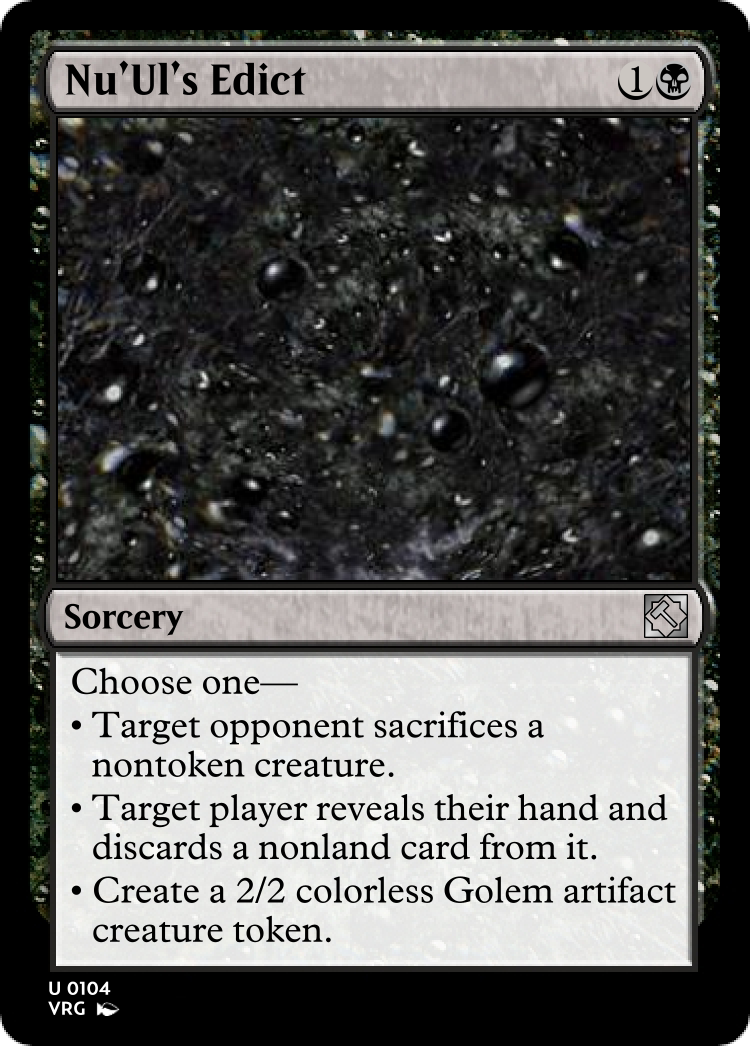 Nu'Ul's Edict 1
Sorcery
Choose one—
• Target opponent sacrifices a
nontoken creature.
• Target player reveals their hand and
discards a nonland card from it.
• Create a 2/2 colorless Golem artifact
creature token.
U 0104
VRG